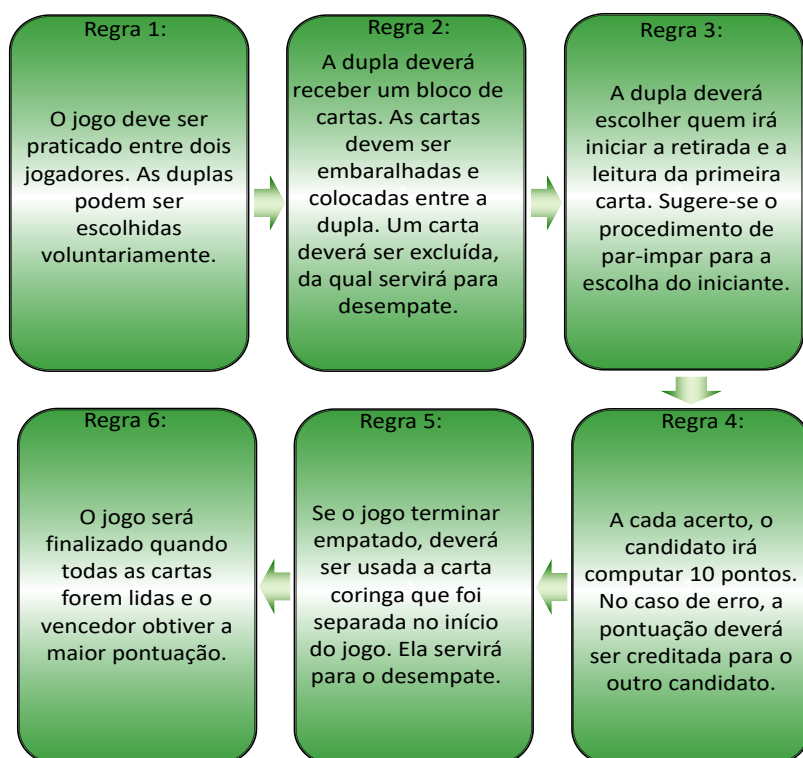 Regra 1:
O jogo deve ser
praticado entre dois
jogadores. As duplas
podem ser
escolhidas
voluntariamente.
Regra 2:
A dupla deverá
receber um bloco de
cartas. As cartas
devem ser
embaralhadas e
colocadas entre a
dupla. Um carta
deverá ser excluída,
da qual servirá para
desempate.
Regra 3:
A dupla deverá
escolher quem irá
iniciar a retirada e a
leitura da primeira
carta. Sugere-se o
procedimento de
par-impar para a
escolha do iniciante.
Regra 4:
A cada acerto, o
candidato irá
computar 10 pontos.
No caso de erro, a
pontuação deverá
ser creditada para o
outro candidato.
Regra 5:
Se o jogo terminar
empatado, deverá
ser usada a carta
coringa que foi
separada no início
do jogo. Ela servirá
para o desempate.
Regra 6:
O jogo será
finalizado quando
todas as cartas
forem lidas e o
vencedor obtiver a
maior pontuação.